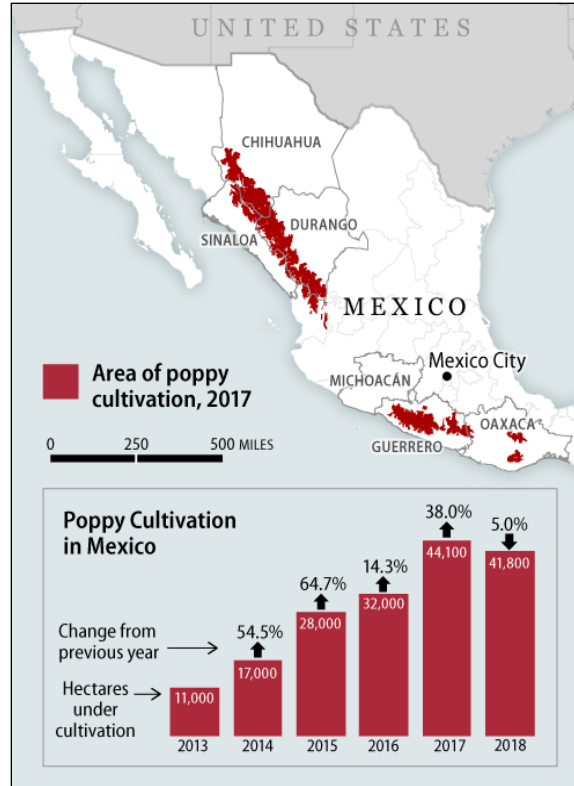 UNITED STATES
CHIHUAHUA
DURANGO
SINALOA
MEXICO
Mexico City
MICHOACÁN
OAXACA
GUERRERO
Area of poppy
cultivation, 2017
0 250 500 MILES
Poppy Cultivation
in Mexico
Change from
previous year
Hectares
under
cultivation
54.5%
64.7%
14.3%
38.0%
5.0%
11,000
17,000
28,000
32,000
44,100
41,800
2013 2014 2015 2016 2017 2018